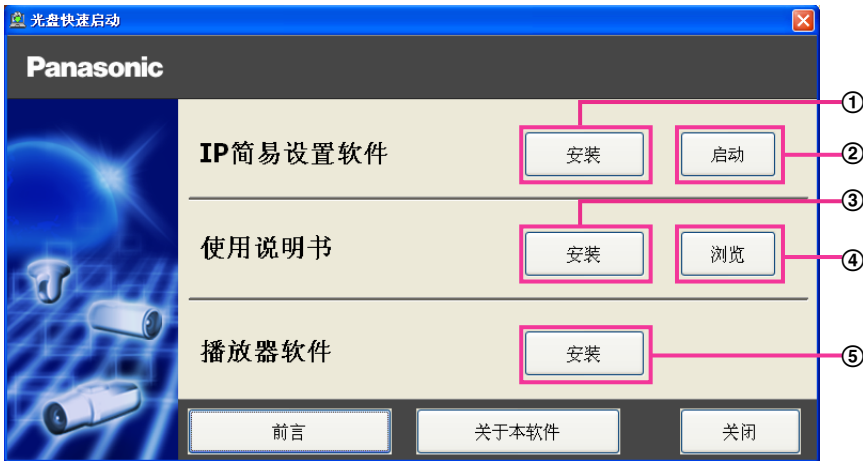 光盘快速启动
Panasonic
①
IP简易设置软件 安装 启动 ②
③
使用说明书 安装 浏览 ④
播放器软件 安装 ⑤
前言 关于本软件 关闭